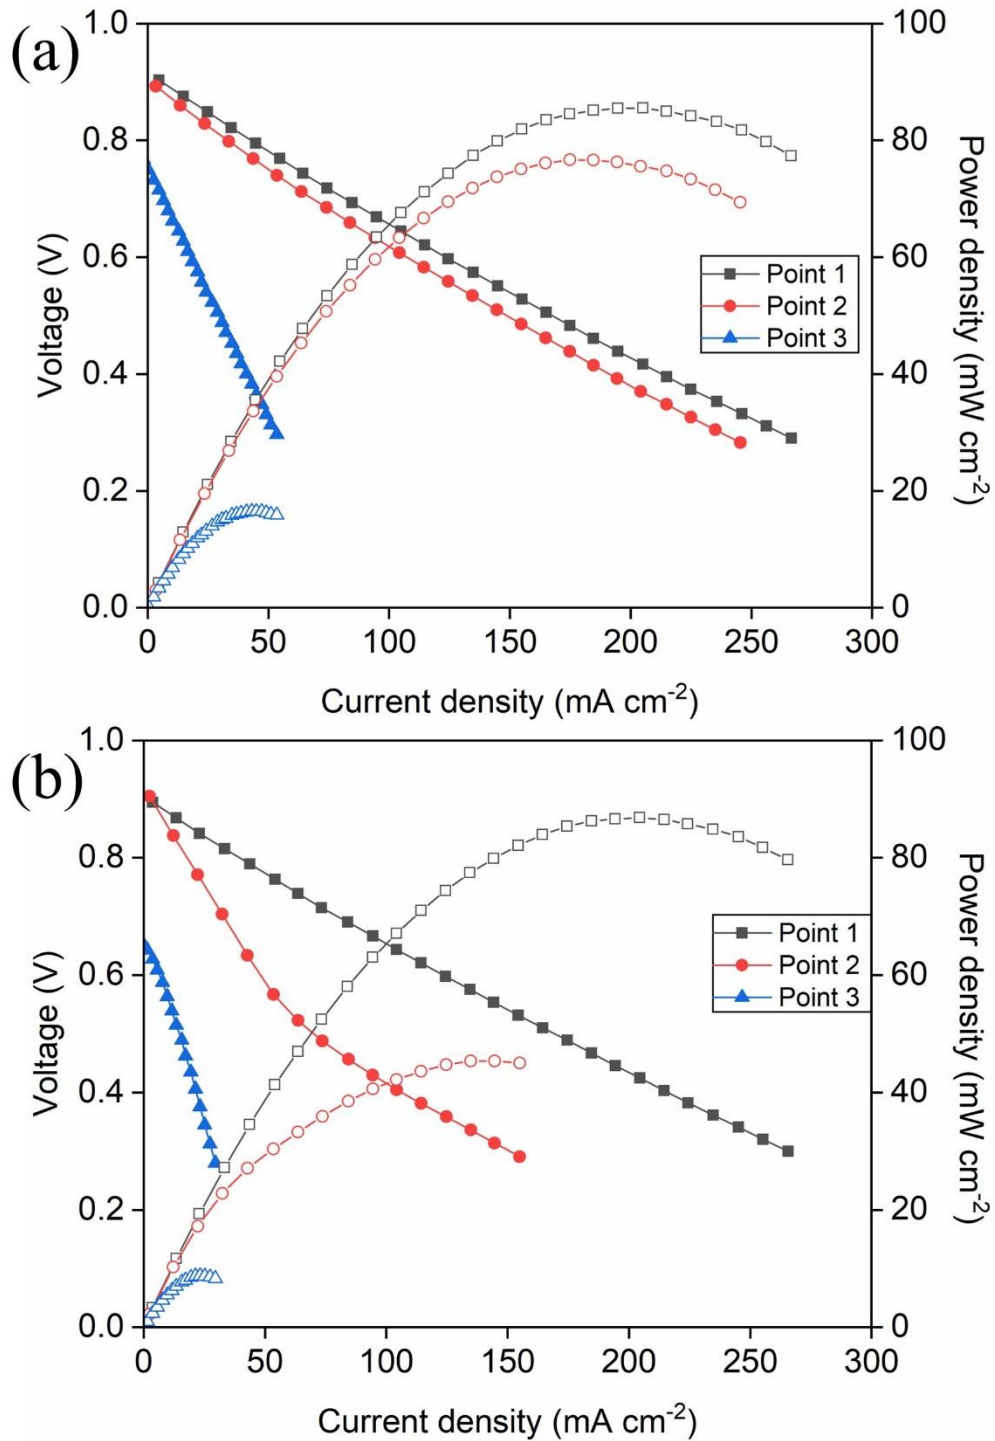 (a)
Voltage (V)
1.0
0.8
0.6
0.4
0.2
0.0
0 50 100 150 200 250 300
Current density (mA cm-2)
100
80
60
40
20
0
Power density (mW cm-2)
Point 1
Point 2
Point 3
(b)
Voltage (V)
1.0
0.8
0.6
0.4
0.2
0.0
0 50 100 150 200 250 300
Current density (mA cm-2)
100
80
60
40
20
0
Power density (mW cm-2)
Point 1
Point 2
Point 3